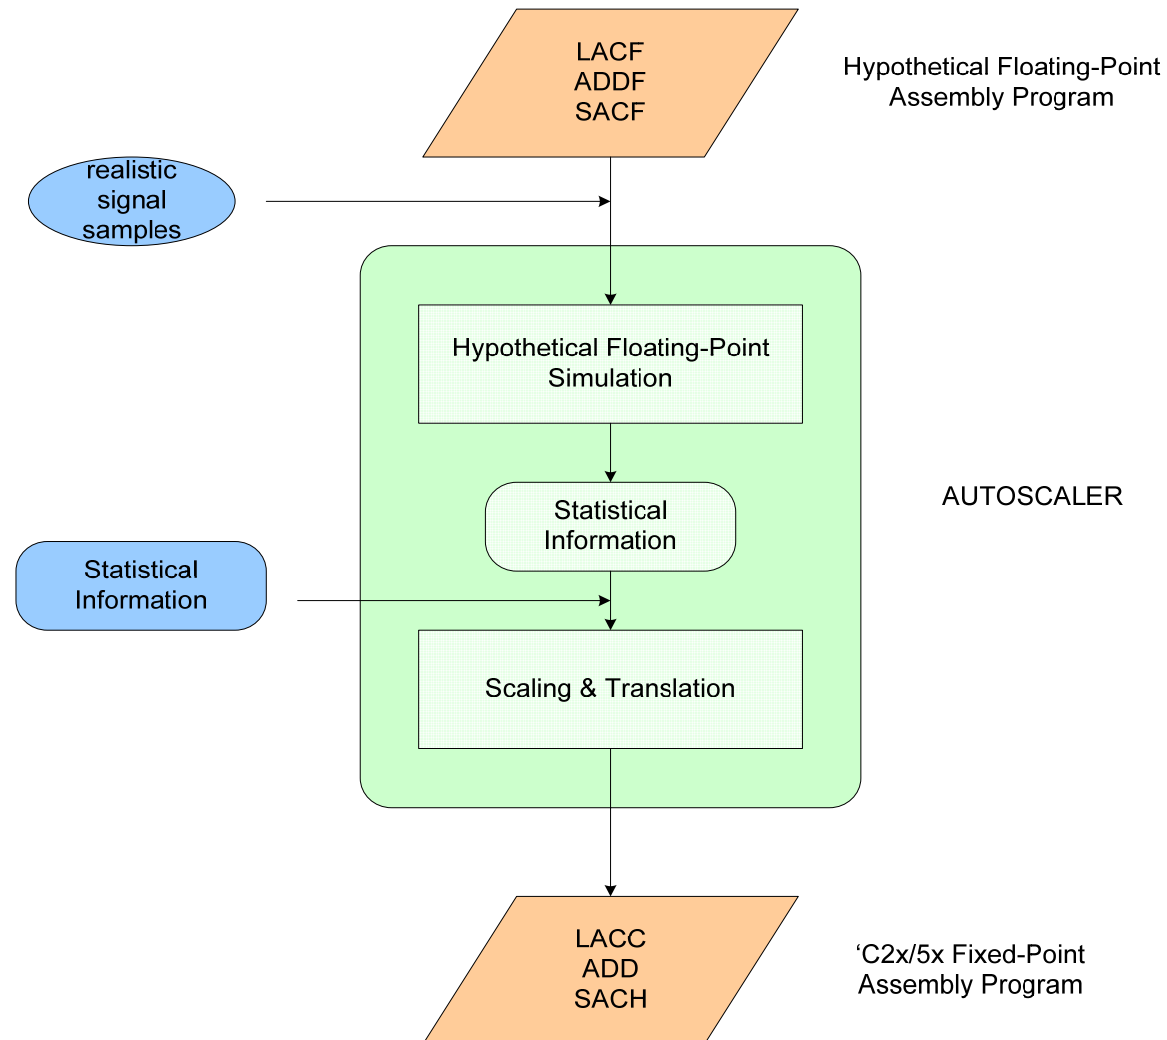 LACF
ADDF
SACF
Hypothetical Floating-Point
Assembly Program
realistic
signal
samples
Hypothetical Floating-Point
Simulation
Statistical
Information
AUTOSCALER
Statistical
Information
Scaling & Translation
LACC
ADD
SACH
‘C2x/5x Fixed-Point
Assembly Program